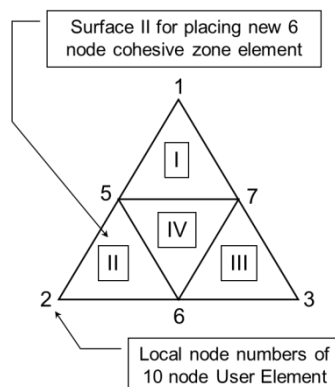 Surface II for placing new 6
node cohesive zone element
1
I
5
7
IV
II
III
2
6
3
Local node numbers of
10 node User Element